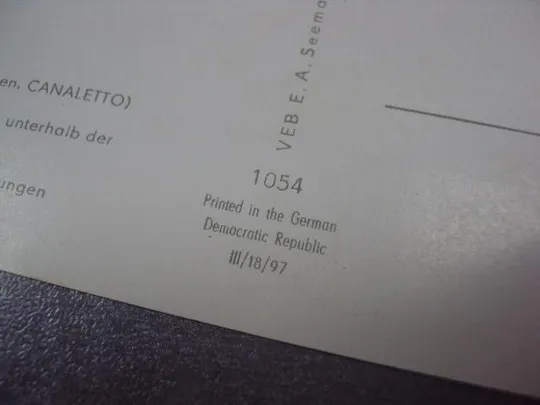 en, CANALETTO)
unterhalb der
ungen
VEB E. A. Seema
1054
Printed in the German
Democratic Republic
III/18/97